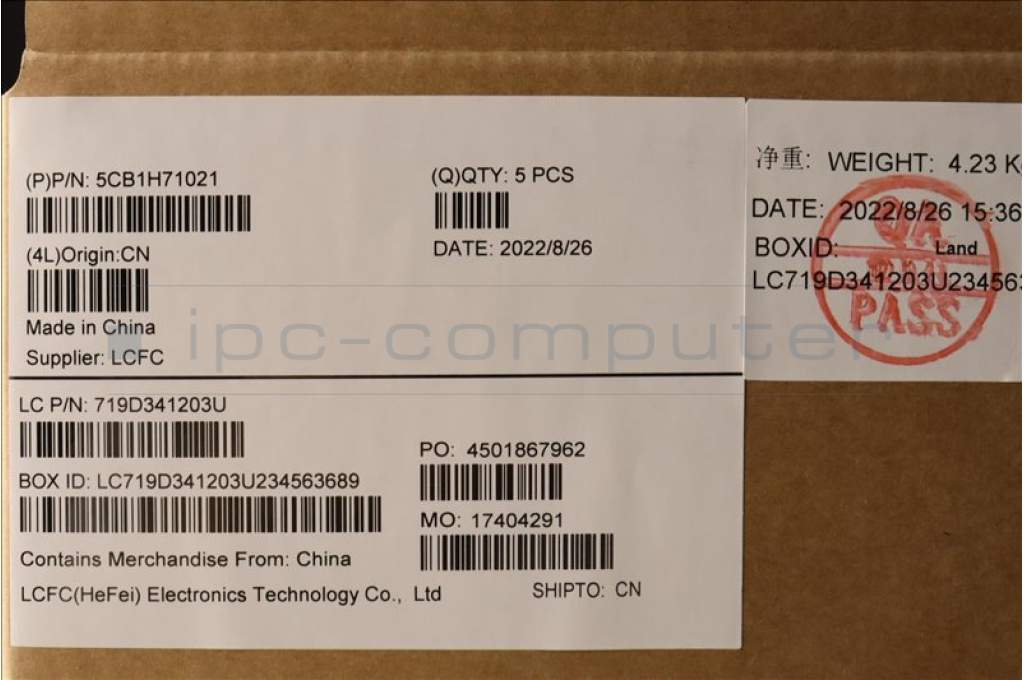 (P)P/N: 5CB1H71021
(Q)QTY: 5 PCS
(4L)Origin:CN
DATE: 2022/8/26
Made in China
Supplier: LCFC
LC P/N: 719D341203U
PO: 4501867962
BOX ID: LC719D341203U234563689
MO: 17404291
Contains Merchandise From: China
LCFC(HeFei) Electronics Technology Co., Ltd
SHIPTO: CN
净重: WEIGHT: 4.23 K
DATE: 2022/8/26 15:36
BOXID: Land
LC719D341203U23456
QA
PASS
ipc-computer